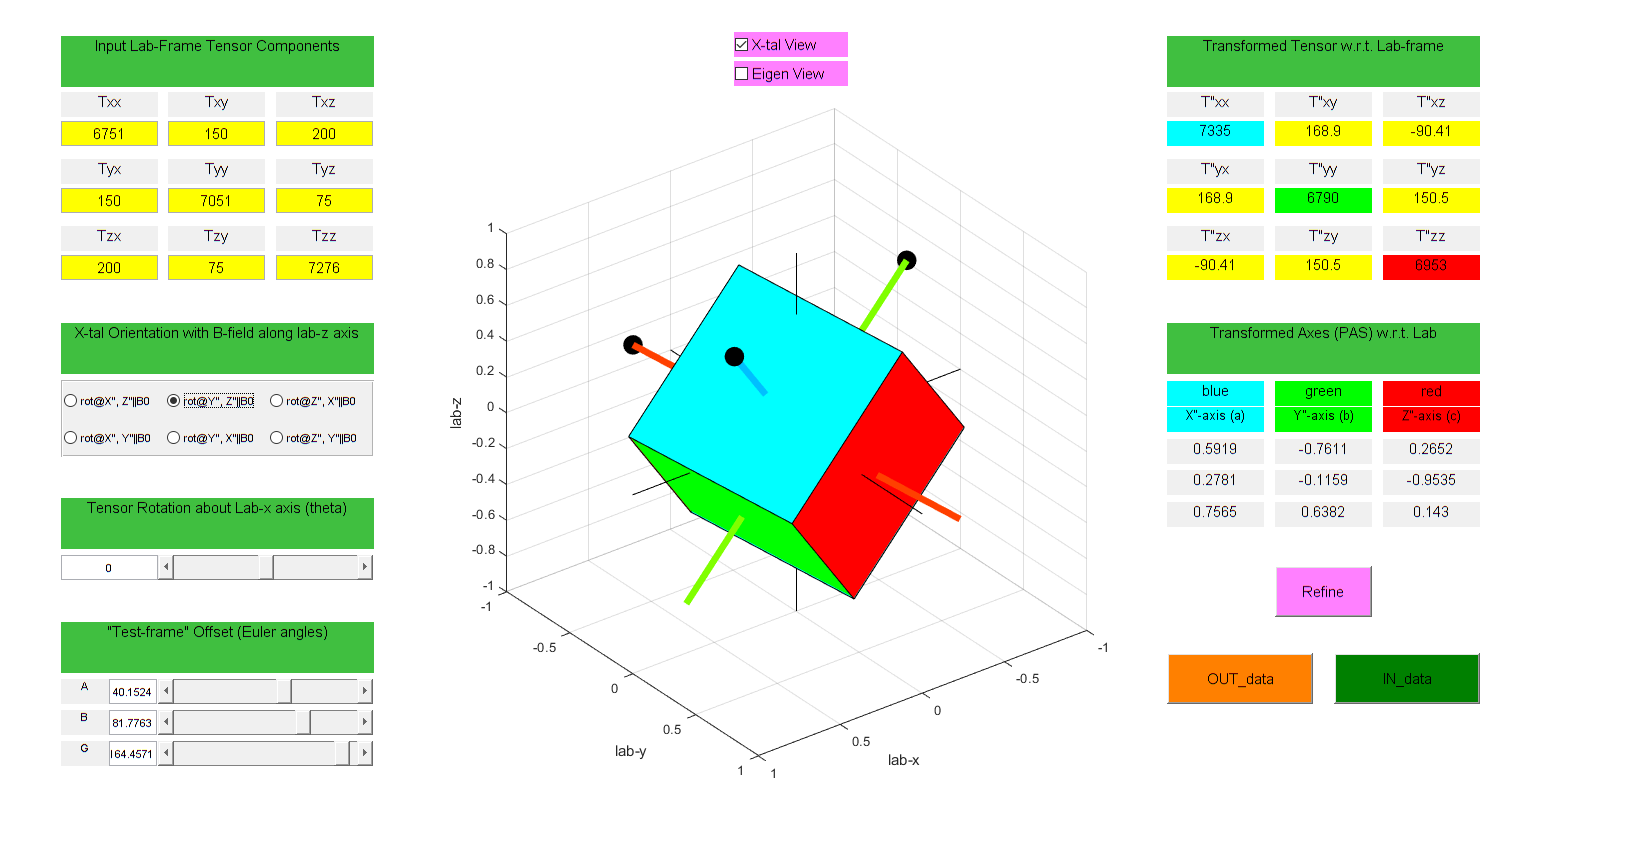 Input Lab-Frame Tensor Components
Txx Txy Txz
6751 150 200
Tyx Tyy Tyz
150 7051 75
Tzx Tzy Tzz
200 75 7276
X-tal Orientation with B-field along lab-z axis
rot@X", Z"||B0 rot@Y", Z"||B0 rot@Z", X"||B0
rot@X", Y"||B0 rot@Y", X"||B0 rot@Z", Y"||B0
Tensor Rotation about Lab-x axis (theta)
0
"Test-frame" Offset (Euler angles)
A 40.1524
B 81.7763
G 164.4571
X-tal View
Eigen View
1
0.8
0.6
0.4
0.2
0
-0.2
-0.4
-0.6
-0.8
-1
lab-z
-1
-0.5
0
0.5
1
lab-y
1
0.5
0
-0.5
-1
lab-x
Transformed Tensor w.r.t. Lab-frame
T"xx T"xy T"xz
7335 168.9 -90.41
T"yx T"yy T"yz
168.9 6790 150.5
T"zx T"zy T"zz
-90.41 150.5 6953
Transformed Axes (PAS) w.r.t. Lab
blue green red
X"-axis (a) Y"-axis (b) Z"-axis (c)
0.5919 -0.7611 0.2652
0.2781 -0.1159 -0.9535
0.7565 0.6382 0.143
Refine
OUT_data IN_data